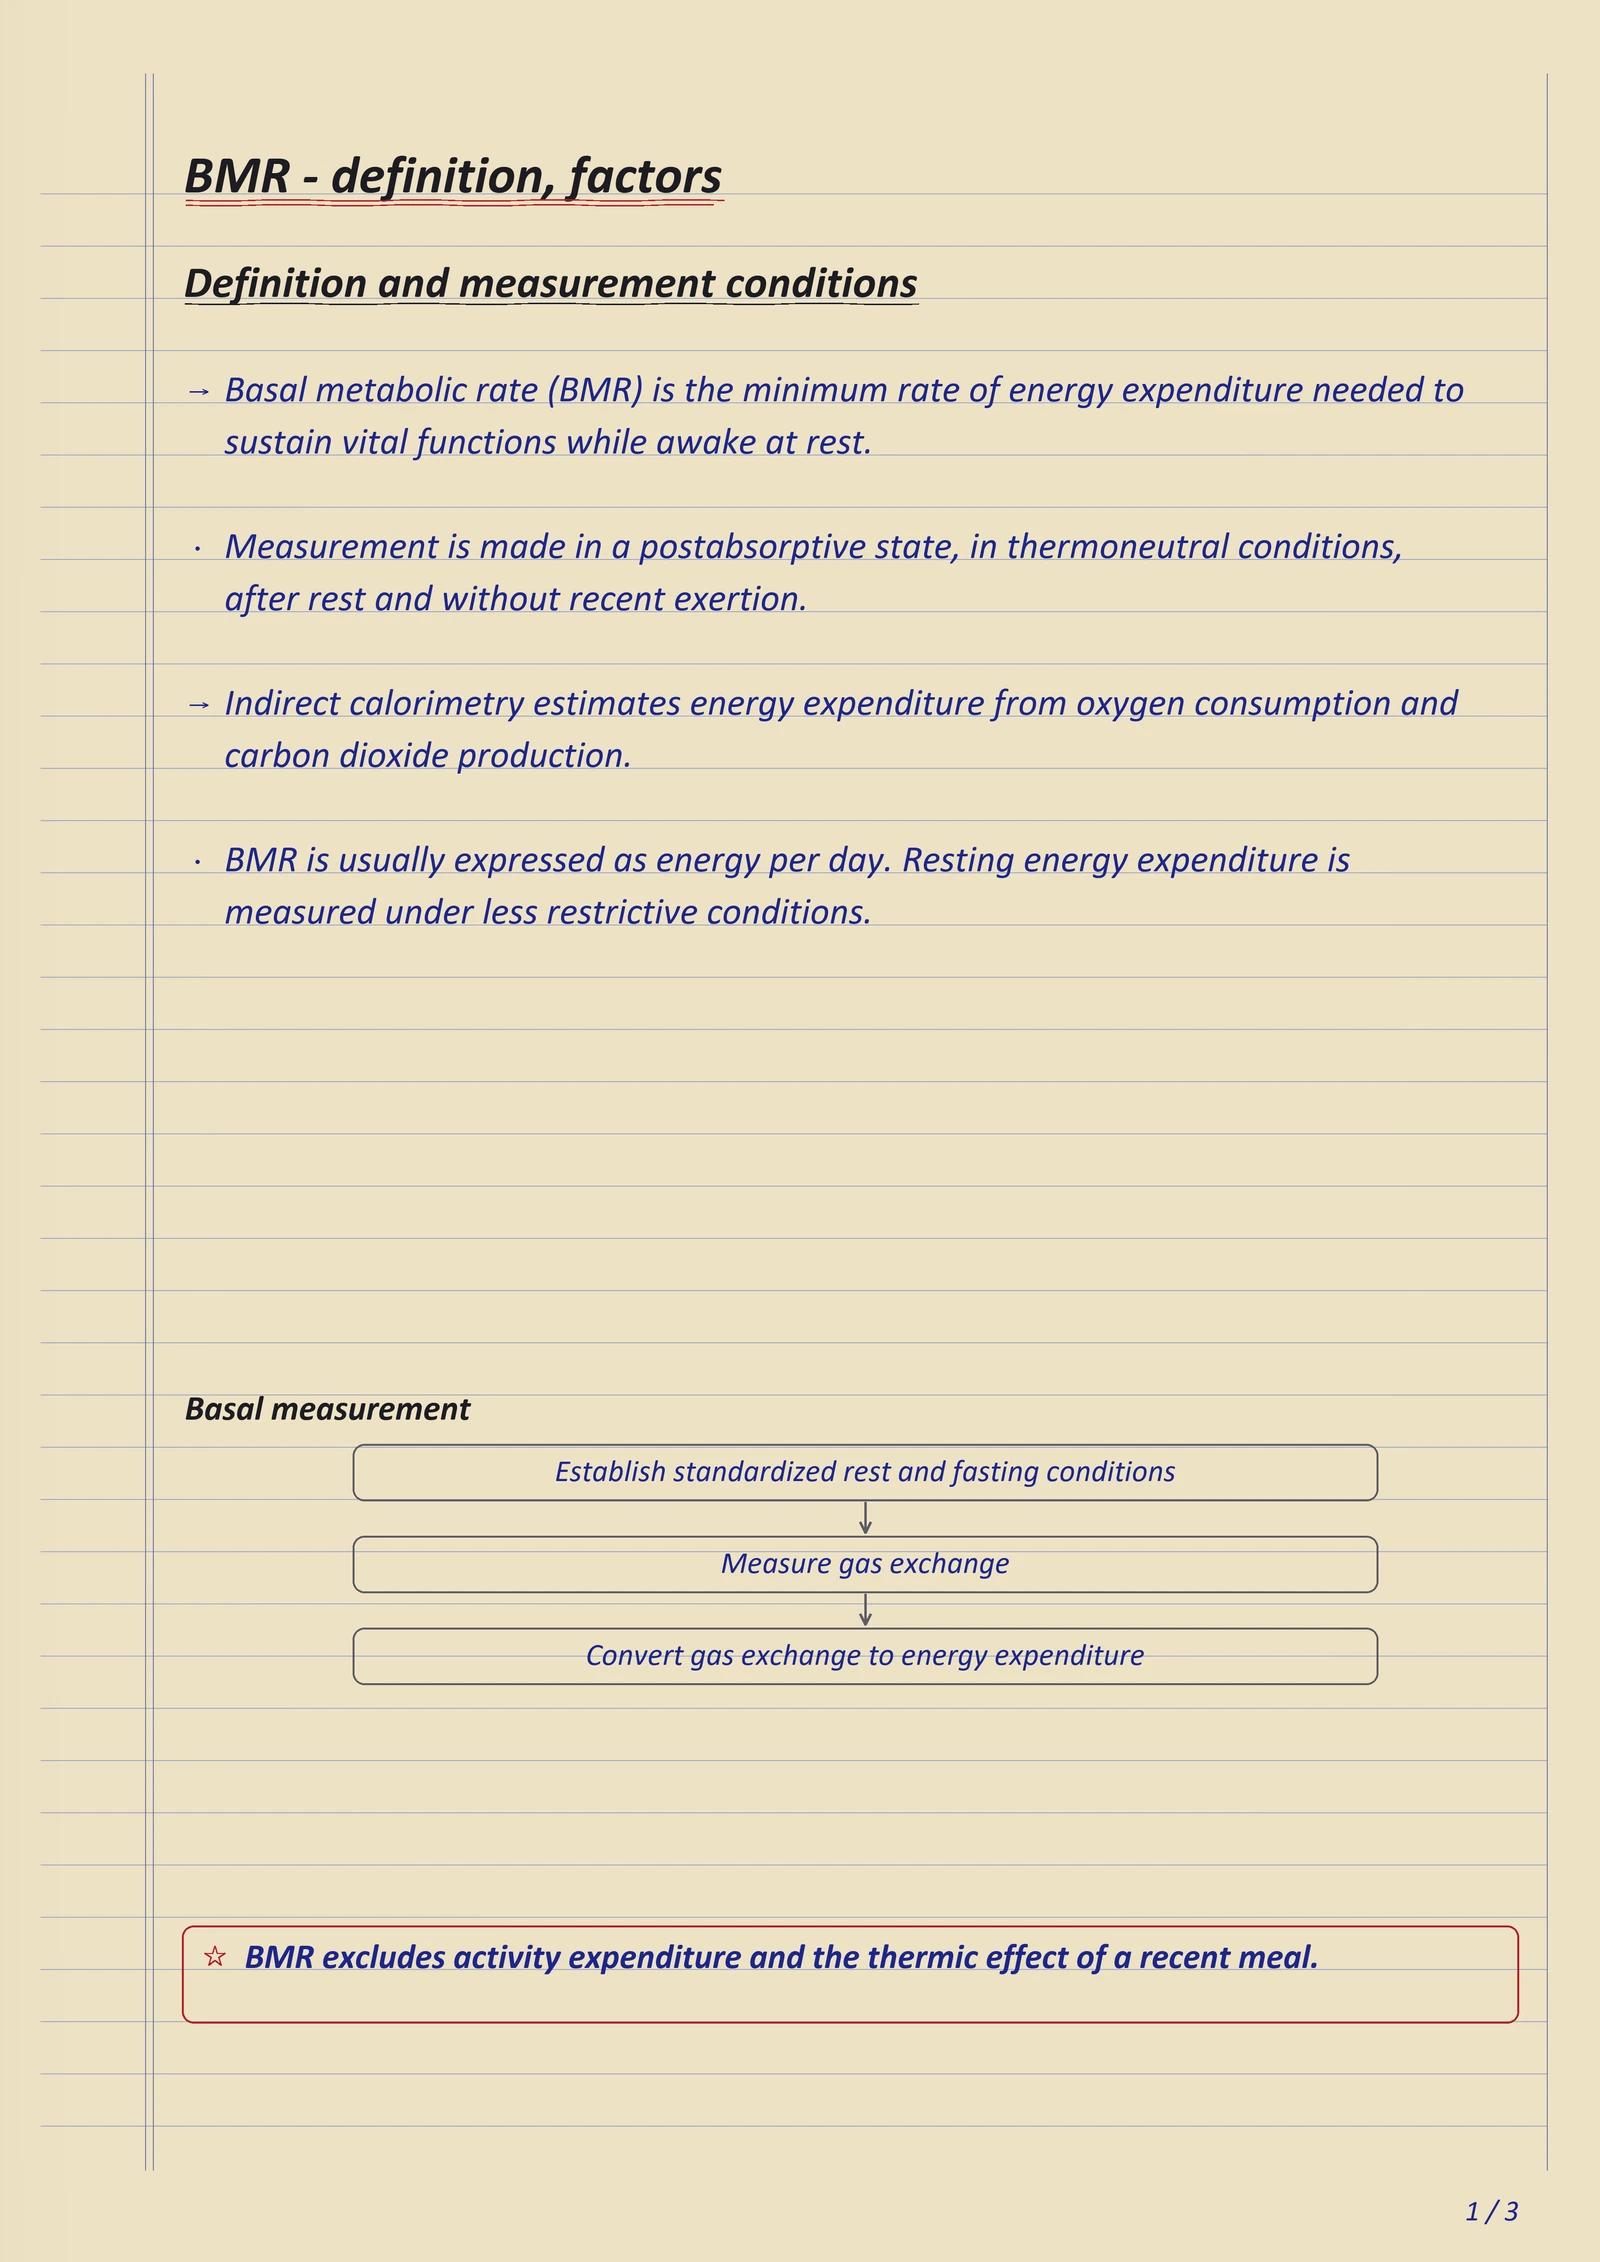 BMR - definition, factors
Definition and measurement conditions
→ Basal metabolic rate (BMR) is the minimum rate of energy expenditure needed to
sustain vital functions while awake at rest.
· Measurement is made in a postabsorptive state, in thermoneutral conditions,
after rest and without recent exertion.
→ Indirect calorimetry estimates energy expenditure from oxygen consumption and
carbon dioxide production.
· BMR is usually expressed as energy per day. Resting energy expenditure is
measured under less restrictive conditions.
Basal measurement
Establish standardized rest and fasting conditions
Measure gas exchange
Convert gas exchange to energy expenditure
☆ BMR excludes activity expenditure and the thermic effect of a recent meal.
1 / 3